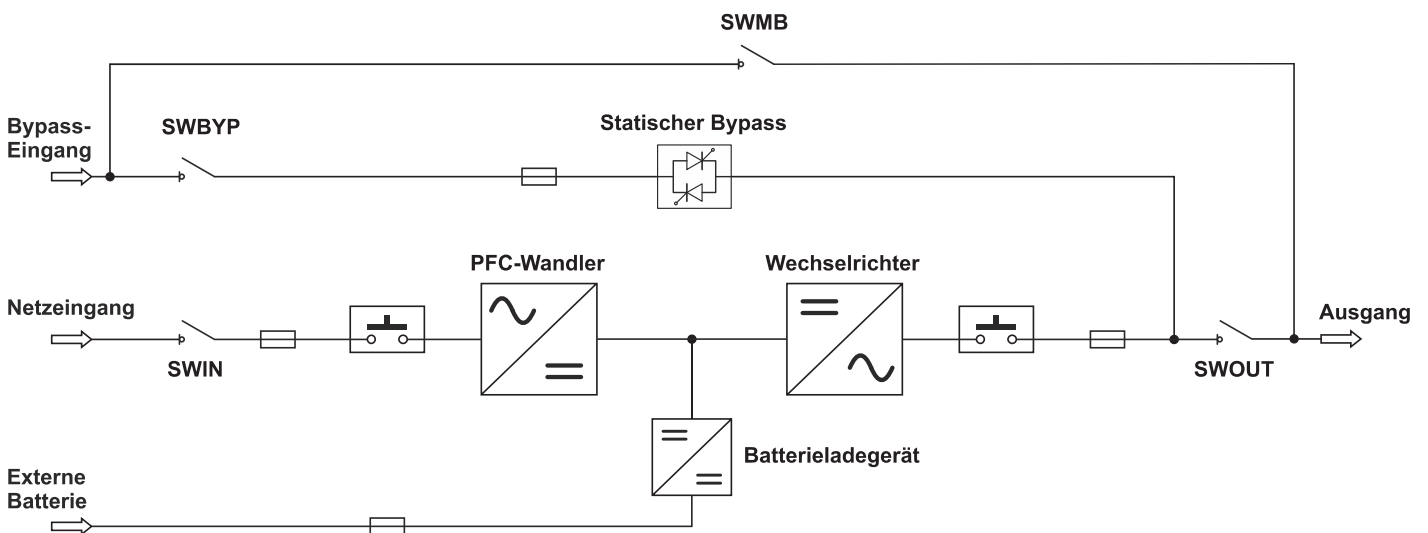 SWMB
Bypass-
Eingang
SWBYP
Statischer Bypass
PFC-Wandler
Wechselrichter
Netzeingang
Ausgang
SWIN
SWOUT
Batterieladegerät
Externe
Batterie